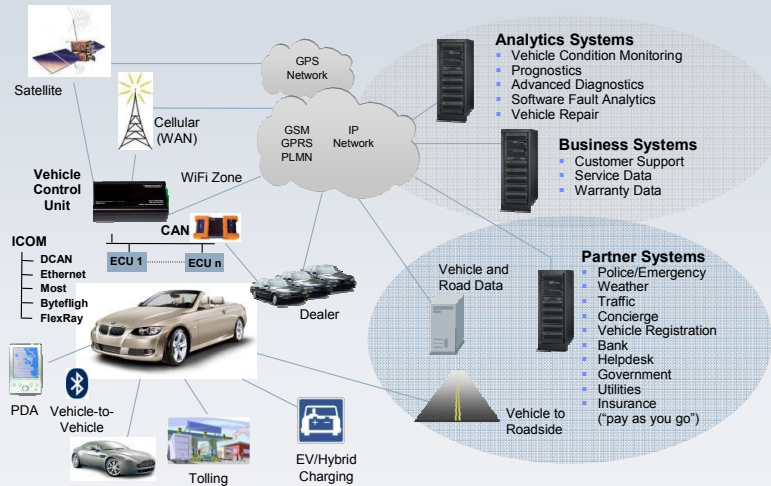 Satellite
Cellular
(WAN)
GPS
Network
GSM
GPRS
PLMN
IP
Network
Analytics Systems
Vehicle Condition Monitoring
Prognostics
Advanced Diagnostics
Software Fault Analytics
Vehicle Repair
Business Systems
Customer Support
Service Data
Warranty Data
Vehicle
Control
Unit
WiFi Zone
CAN
ICOM
DCAN
Ethernet
Most
Bytefligh
FlexRay
ECU 1
ECU n
Dealer
Vehicle and
Road Data
Partner Systems
Police/Emergency
Weather
Traffic
Concierge
Vehicle Registration
Bank
Helpdesk
Government
Utilities
Insurance
("pay as you go")
PDA
Vehicle-to-
Vehicle
Tolling
EV/Hybrid
Charging
Vehicle to
Roadside